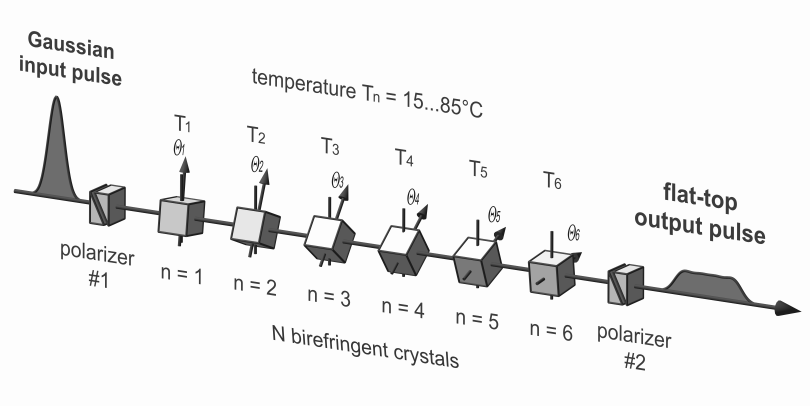 Gaussian
input pulse
temperature Tn = 15...85°C
T1
Θ1
T2
Θ2
T3
Θ3
T4
Θ4
T5
Θ5
T6
Θ6
flat-top
output pulse
polarizer
#1
n = 1
n = 2
n = 3
n = 4
n = 5
n = 6
polarizer
#2
N birefringent crystals